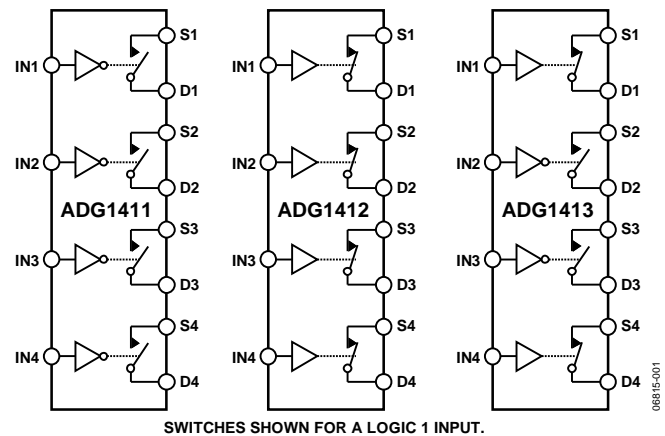 IN1
S1
D1
IN2
S2
D2
ADG1411
IN3
S3
D3
IN4
S4
D4
IN1
S1
D1
IN2
S2
D2
ADG1412
IN3
S3
D3
IN4
S4
D4
IN1
S1
D1
IN2
S2
D2
ADG1413
IN3
S3
D3
IN4
S4
D4
06815-001
SWITCHES SHOWN FOR A LOGIC 1 INPUT.